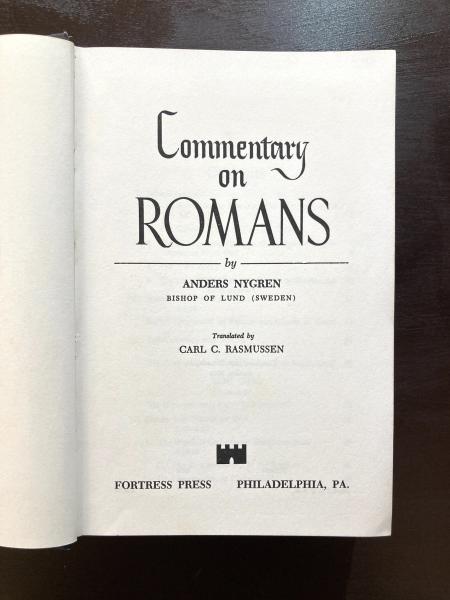 Commentary
on
ROMANS
by
ANDERS NYGREN
BISHOP OF LUND (SWEDEN)
Translated by
CARL C. RASMUSSEN
FORTRESS PRESS PHILADELPHIA, PA.